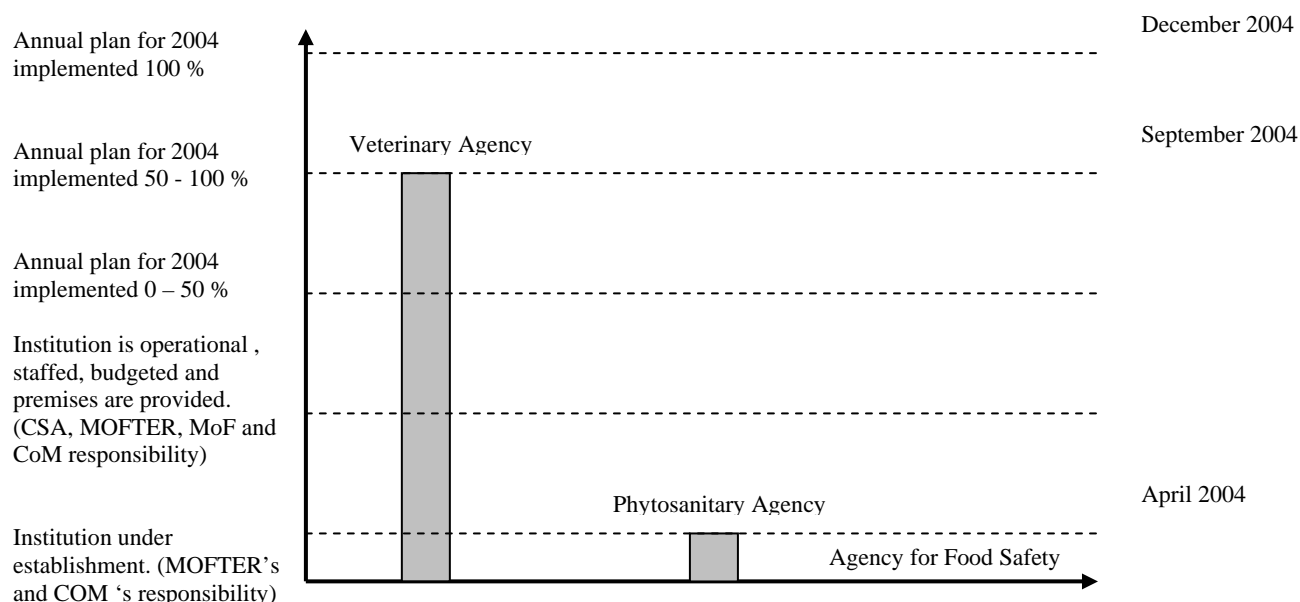 Annual plan for 2004
implemented 100 %
December 2004
Annual plan for 2004
implemented 50 - 100 %
Veterinary Agency
September 2004
Annual plan for 2004
implemented 0 – 50 %
Institution is operational ,
staffed, budgeted and
premises are provided.
(CSA, MOFTER, MoF and
CoM responsibility)
Phytosanitary Agency
April 2004
Institution under
establishment. (MOFTER’s
and COM ‘s responsibility)
Agency for Food Safety